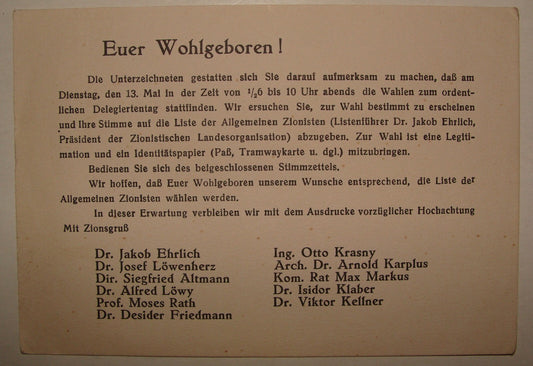 Euer Wohlgeboren!
Die Unterzeichneten gestatten sich Sie darauf aufmerksam zu machen, daß am
Dienstag, den 13. Mai in der Zeit von ½6 bis 10 Uhr abends die Wahlen zum ordent-
lichen Delegiertentag stattfinden. Wir ersuchen Sie, zur Wahl bestimmt zu erscheinen
und Ihre Stimme auf die Liste der Allgemeinen Zionisten (Listenführer Dr. Jakob Ehrlich,
Präsident der Zionistischen Landesorganisation) abzugeben. Zur Wahl ist eine Legiti-
mation und ein Identitätspapier (Paß, Tramwaykarte u. dgl.) mitzubringen.
Bedienen Sie sich des beigeschlossenen Stimmzettels.
Wir hoffen, daß Euer Wohlgeboren unserem Wunsche entsprechend, die Liste der
Allgemeinen Zionisten wählen werden.
In dieser Erwartung verbleiben wir mit dem Ausdrucke vorzüglicher Hochachtung
Mit Zionsgruß
Dr. Jakob Ehrlich
Dr. Josef Löwenherz
Dir. Siegfried Altmann
Dr. Alfred Löwy
Prof. Moses Rath
Dr. Desider Friedmann
Ing. Otto Krasny
Arch. Dr. Arnold Karplus
Kom. Rat Max Markus
Dr. Isidor Klaber
Dr. Viktor Kellner